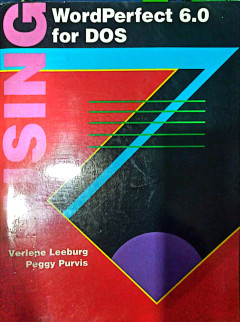 USING
WordPerfect 6.0
for DOS
Verlene Leeburg
Peggy Purvis